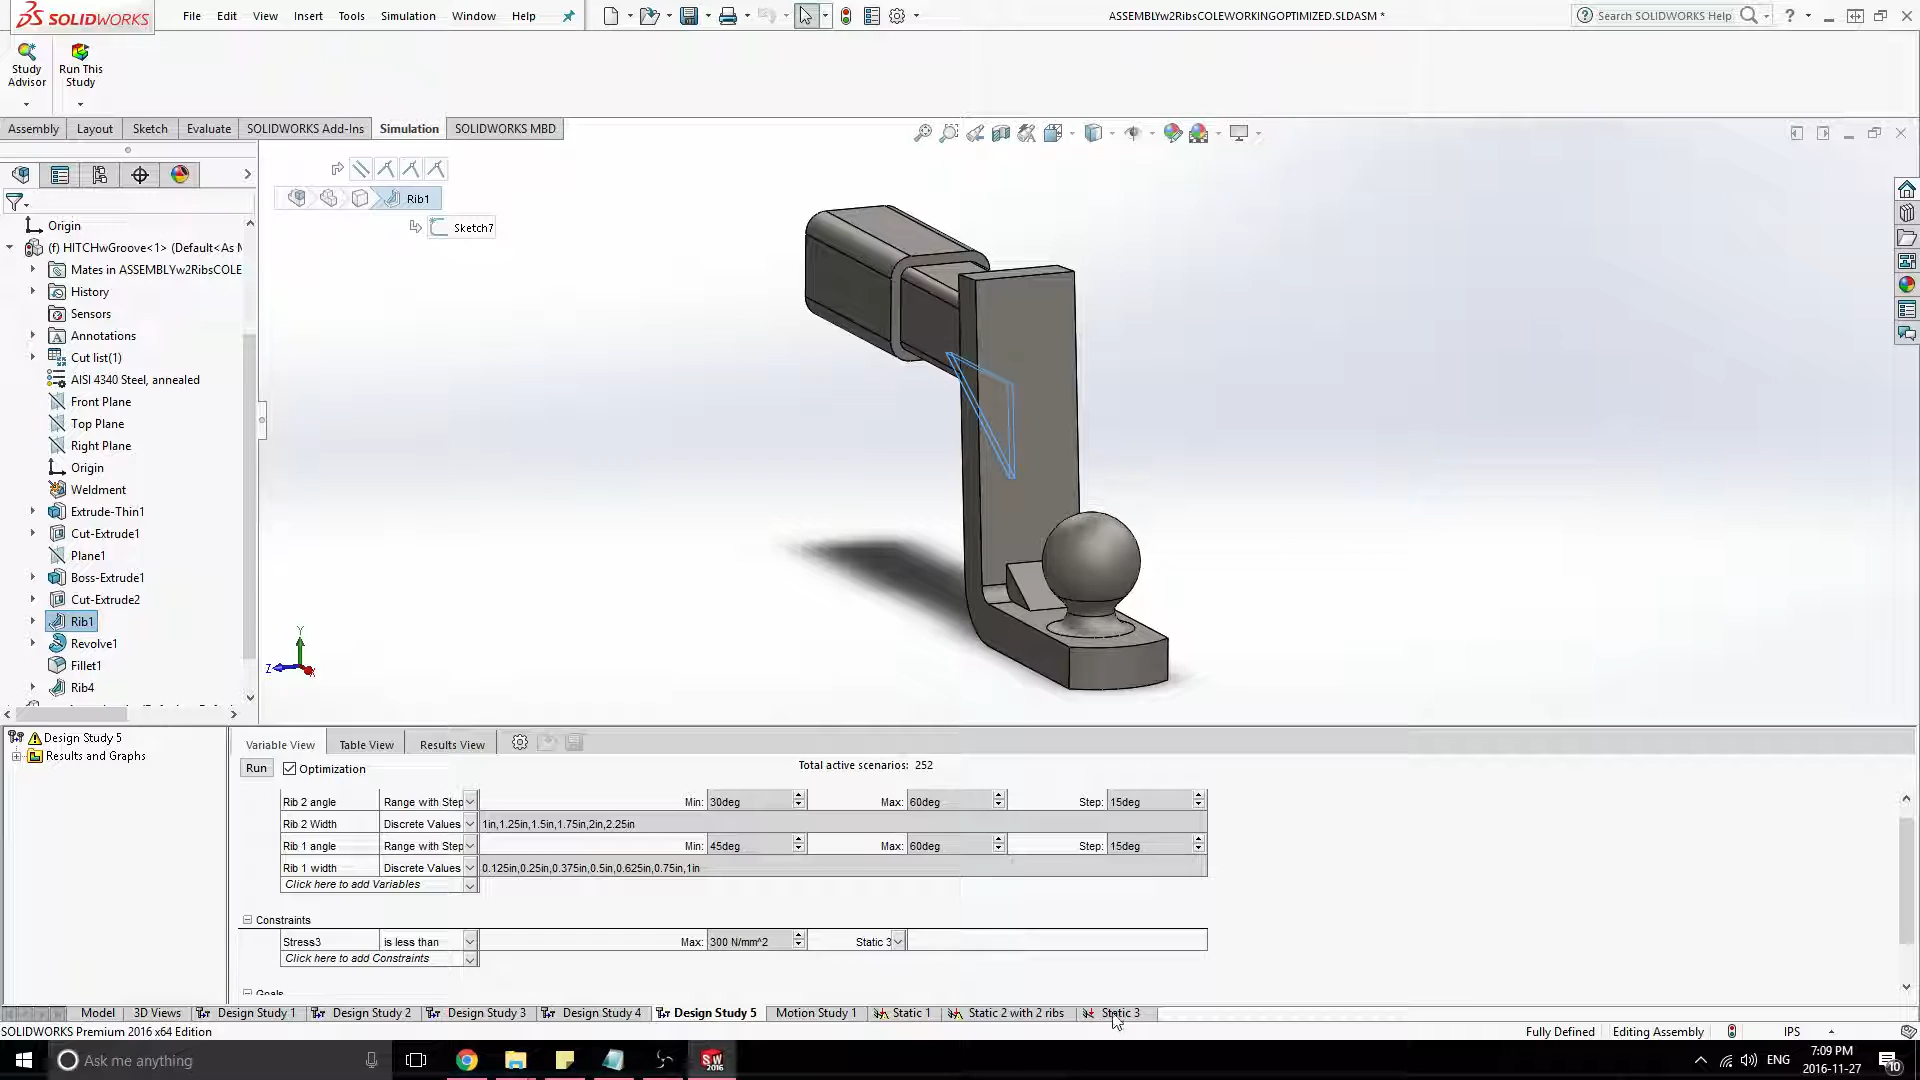 SOLIDWORKS
File Edit View Insert Tools Simulation Window Help
ASSEMBLYw2RibsCOLEWORKINGOPTIMIZED.SLDASM *
Search SOLIDWORKS Help
Study Advisor
Run This Study
Assembly Layout Sketch Evaluate SOLIDWORKS Add-Ins Simulation SOLIDWORKS MBD
Rib1
Sketch7
Origin
(f) HITCHwGroove<1> (Default<As M
Mates in ASSEMBLYw2RibsCOLE
History
Sensors
Annotations
Cut list(1)
AISI 4340 Steel, annealed
Front Plane
Top Plane
Right Plane
Origin
Weldment
Extrude-Thin1
Cut-Extrude1
Plane1
Boss-Extrude1
Cut-Extrude2
Rib1
Revolve1
Fillet1
Rib4
Y
Z
X
Design Study 5
Results and Graphs
Variable View Table View Results View
Run Optimization Total active scenarios: 252
Rib 2 angle Range with Step Min: 30deg Max: 60deg Step: 15deg
Rib 2 Width Discrete Values 1in,1.25in,1.5in,1.75in,2in,2.25in
Rib 1 angle Range with Step Min: 45deg Max: 60deg Step: 15deg
Rib 1 width Discrete Values 0.125in,0.25in,0.375in,0.5in,0.625in,0.75in,1in
Click here to add Variables
Constraints
Stress3 is less than Max: 300 N/mm^2 Static 3
Click here to add Constraints
Goals
Model 3D Views Design Study 1 Design Study 2 Design Study 3 Design Study 4 Design Study 5 Motion Study 1 Static 1 Static 2 with 2 ribs Static 3
SOLIDWORKS Premium 2016 x64 Edition
Fully Defined Editing Assembly IPS
Ask me anything
SW 2016
ENG
7:09 PM
2016-11-27
10